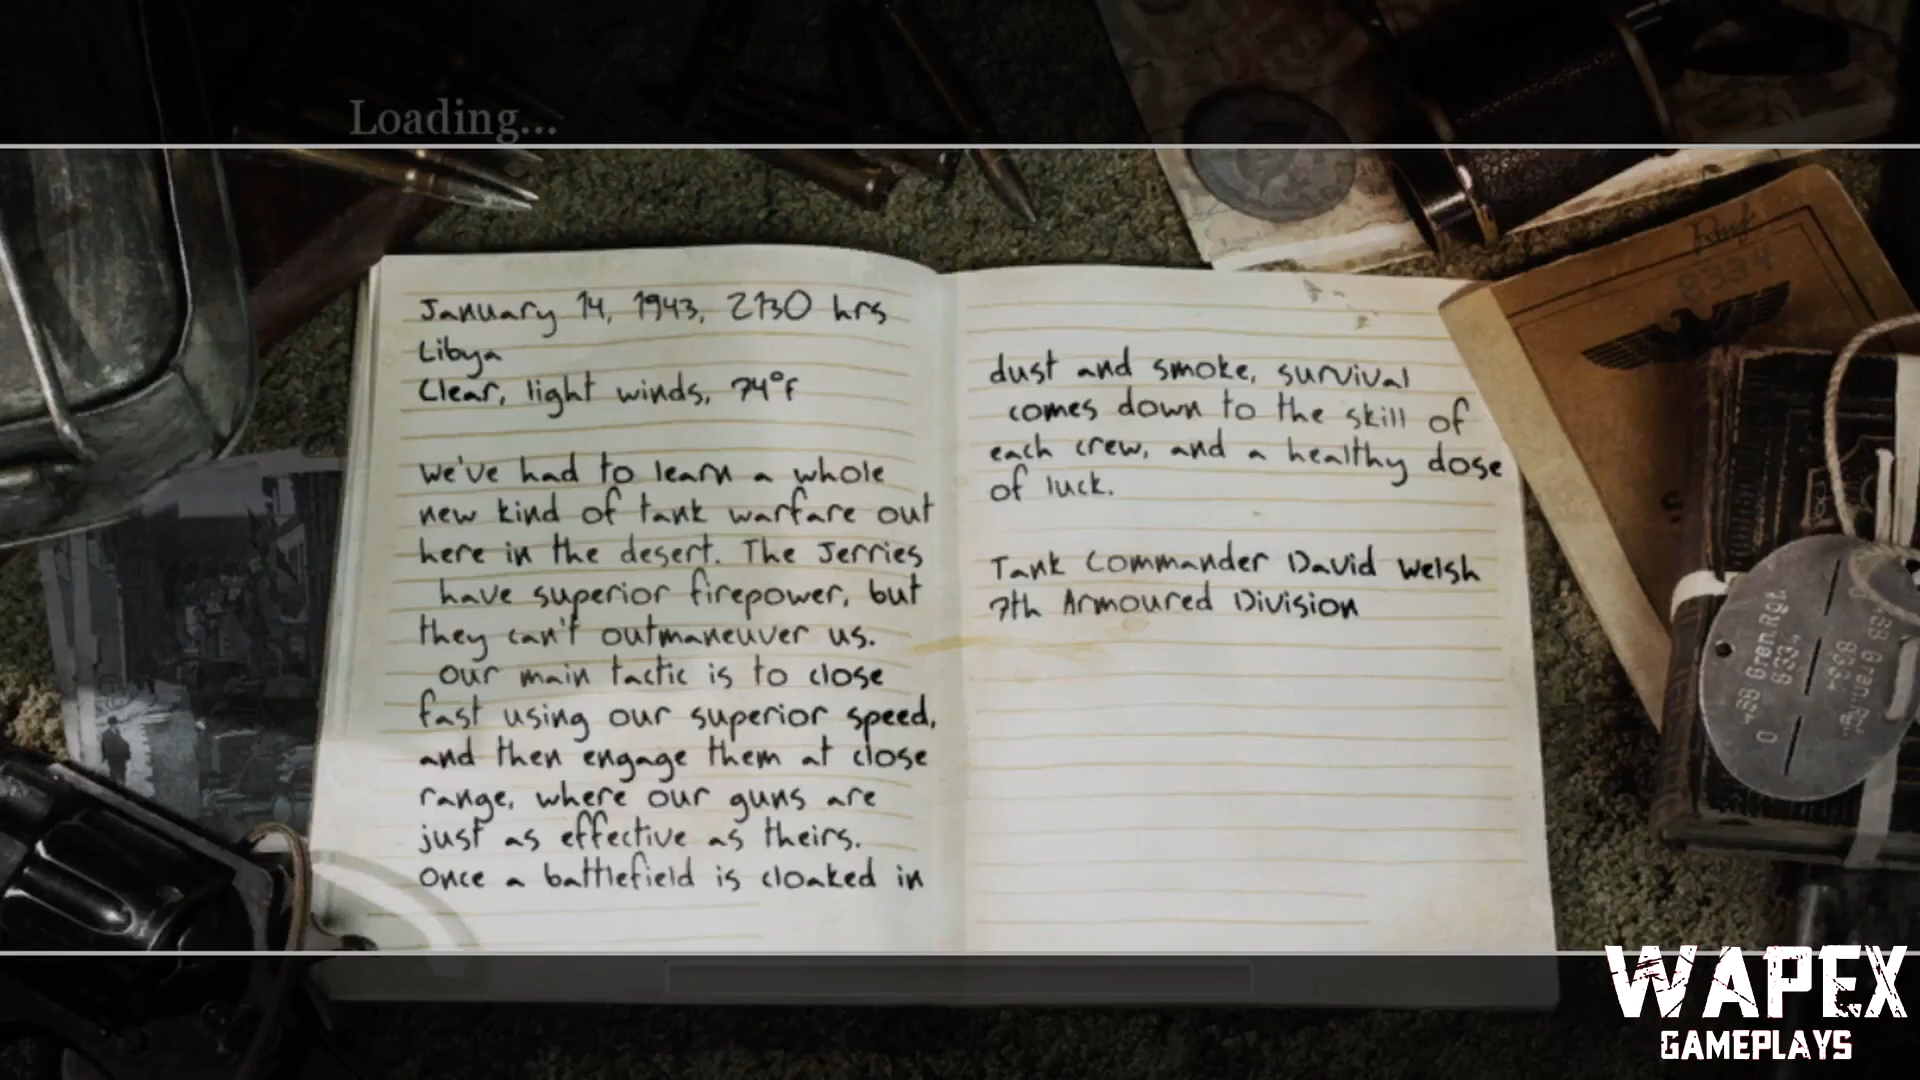 Loading...
January 14, 1943, 2130 hrs
Libya
Clear, light winds, 74°F
We've had to learn a whole
new kind of tank warfare out
here in the desert. The Jerries
have superior firepower, but
they can't outmaneuver us.
Our main tactic is to close
fast using our superior speed,
and then engage them at close
range, where our guns are
just as effective as theirs.
Once a battlefield is cloaked in
dust and smoke, survival
comes down to the skill of
each crew, and a healthy dose
of luck.
Tank Commander David Welsh
7th Armoured Division
8334
WAPEX
GAMEPLAYS